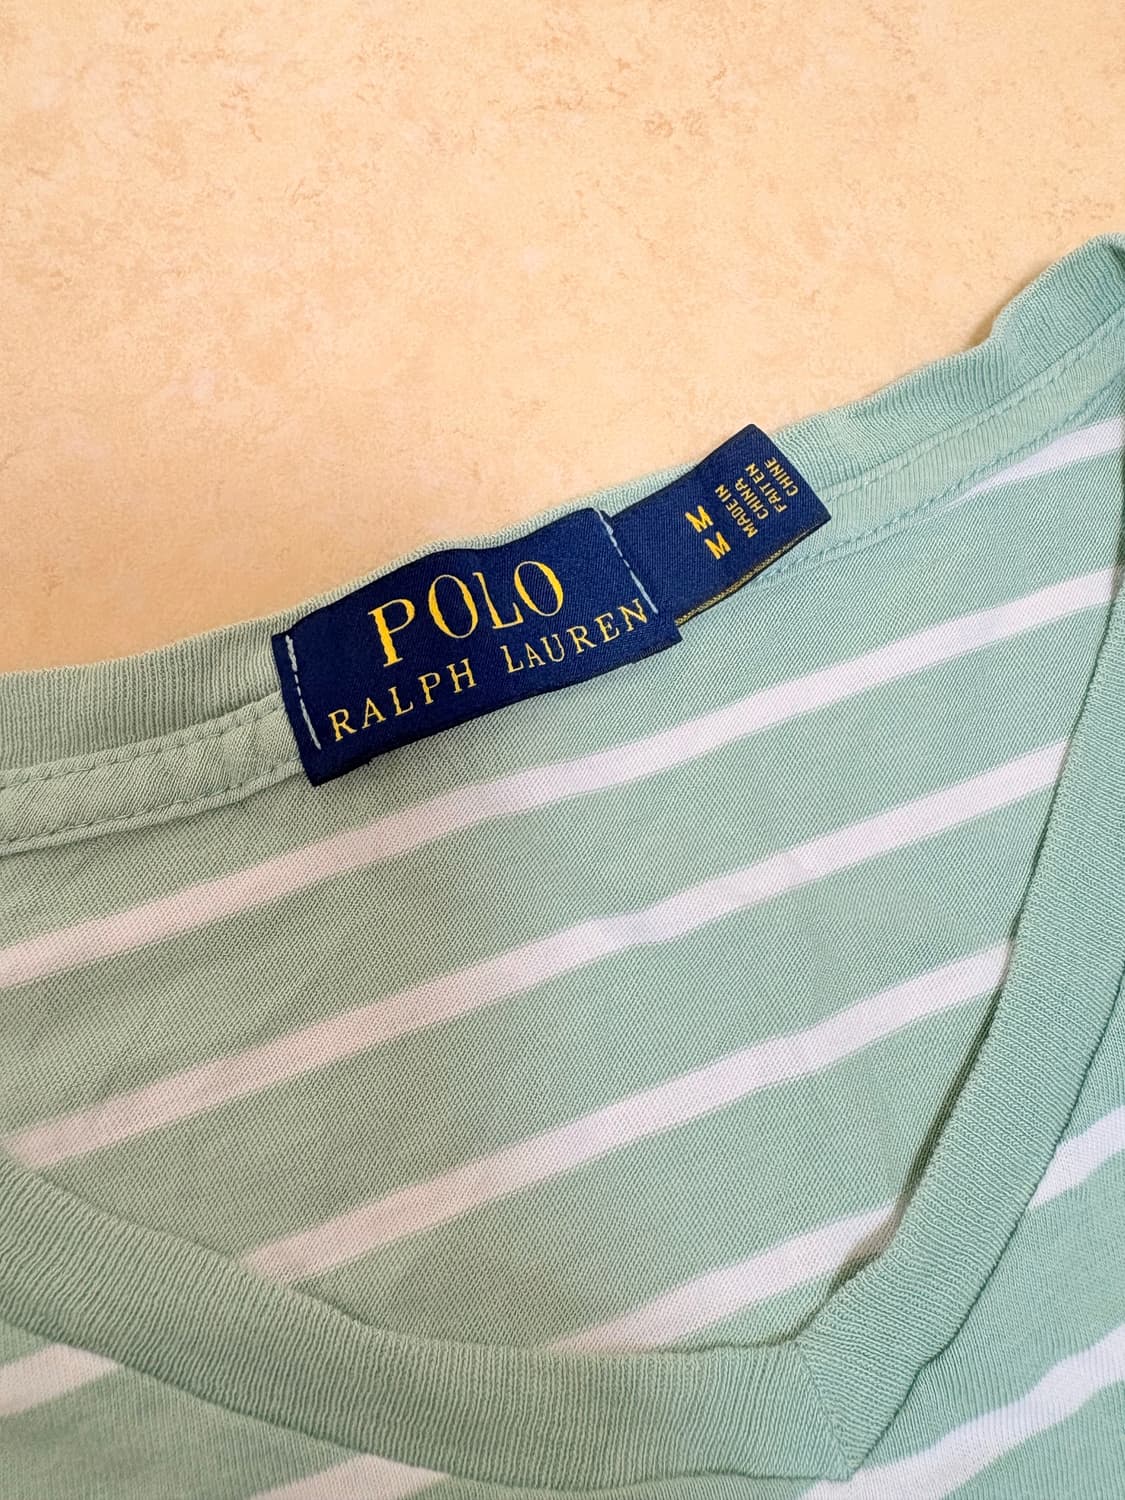 POLO
RALPH LAUREN
M
M
MADE IN
CHINA
FAIT EN
CHINE